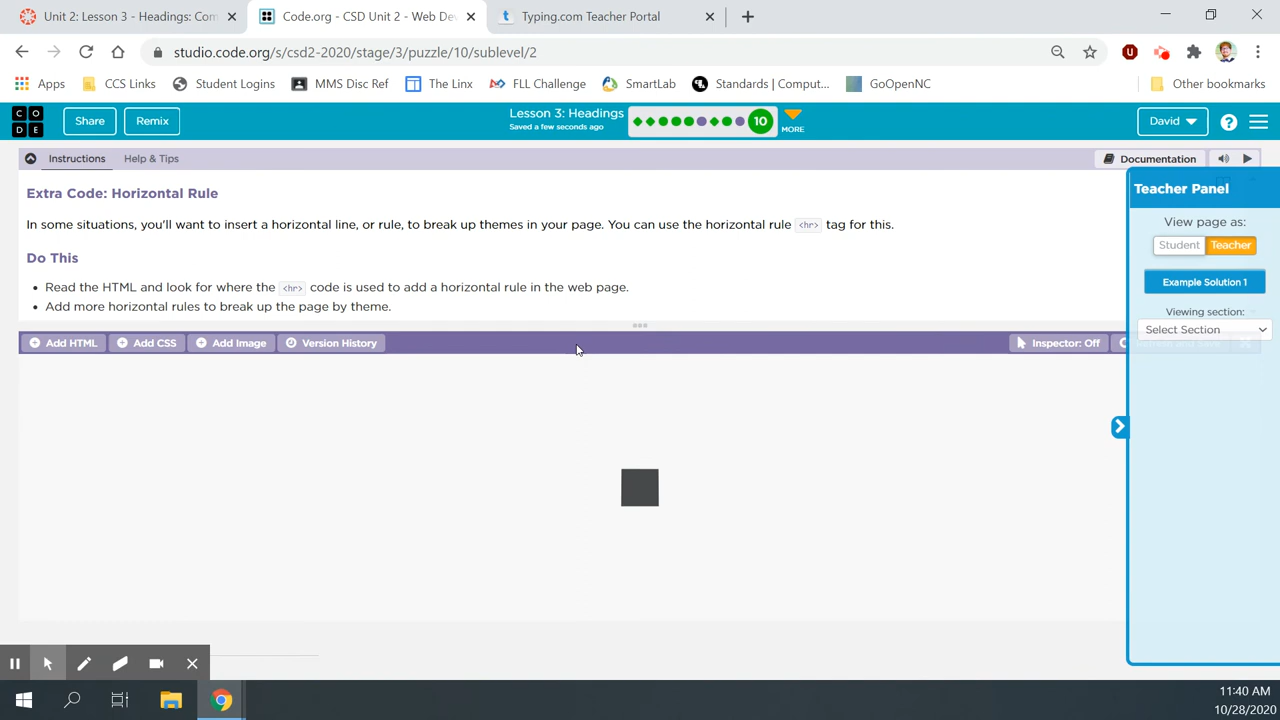 Unit 2: Lesson 3 - Headings: Com
Code.org - CSD Unit 2 - Web De
Typing.com Teacher Portal
studio.code.org/s/csd2-2020/stage/3/puzzle/10/sublevel/2
Apps CCS Links Student Logins MMS Disc Ref The Linx FLL Challenge SmartLab Standards | Comput... GoOpenNC Other bookmarks
CODE
Share
Remix
Lesson 3: Headings
Saved a few seconds ago
10
MORE
David
Instructions
Help & Tips
Documentation
Extra Code: Horizontal Rule
In some situations, you'll want to insert a horizontal line, or rule, to break up themes in your page. You can use the horizontal rule <hr> tag for this.
Do This
Read the HTML and look for where the <hr> code is used to add a horizontal rule in the web page.
Add more horizontal rules to break up the page by theme.
Add HTML
Add CSS
Add Image
Version History
Inspector: Off
Teacher Panel
View page as:
Student Teacher
Example Solution 1
Viewing section:
Select Section
11:40 AM
10/28/2020